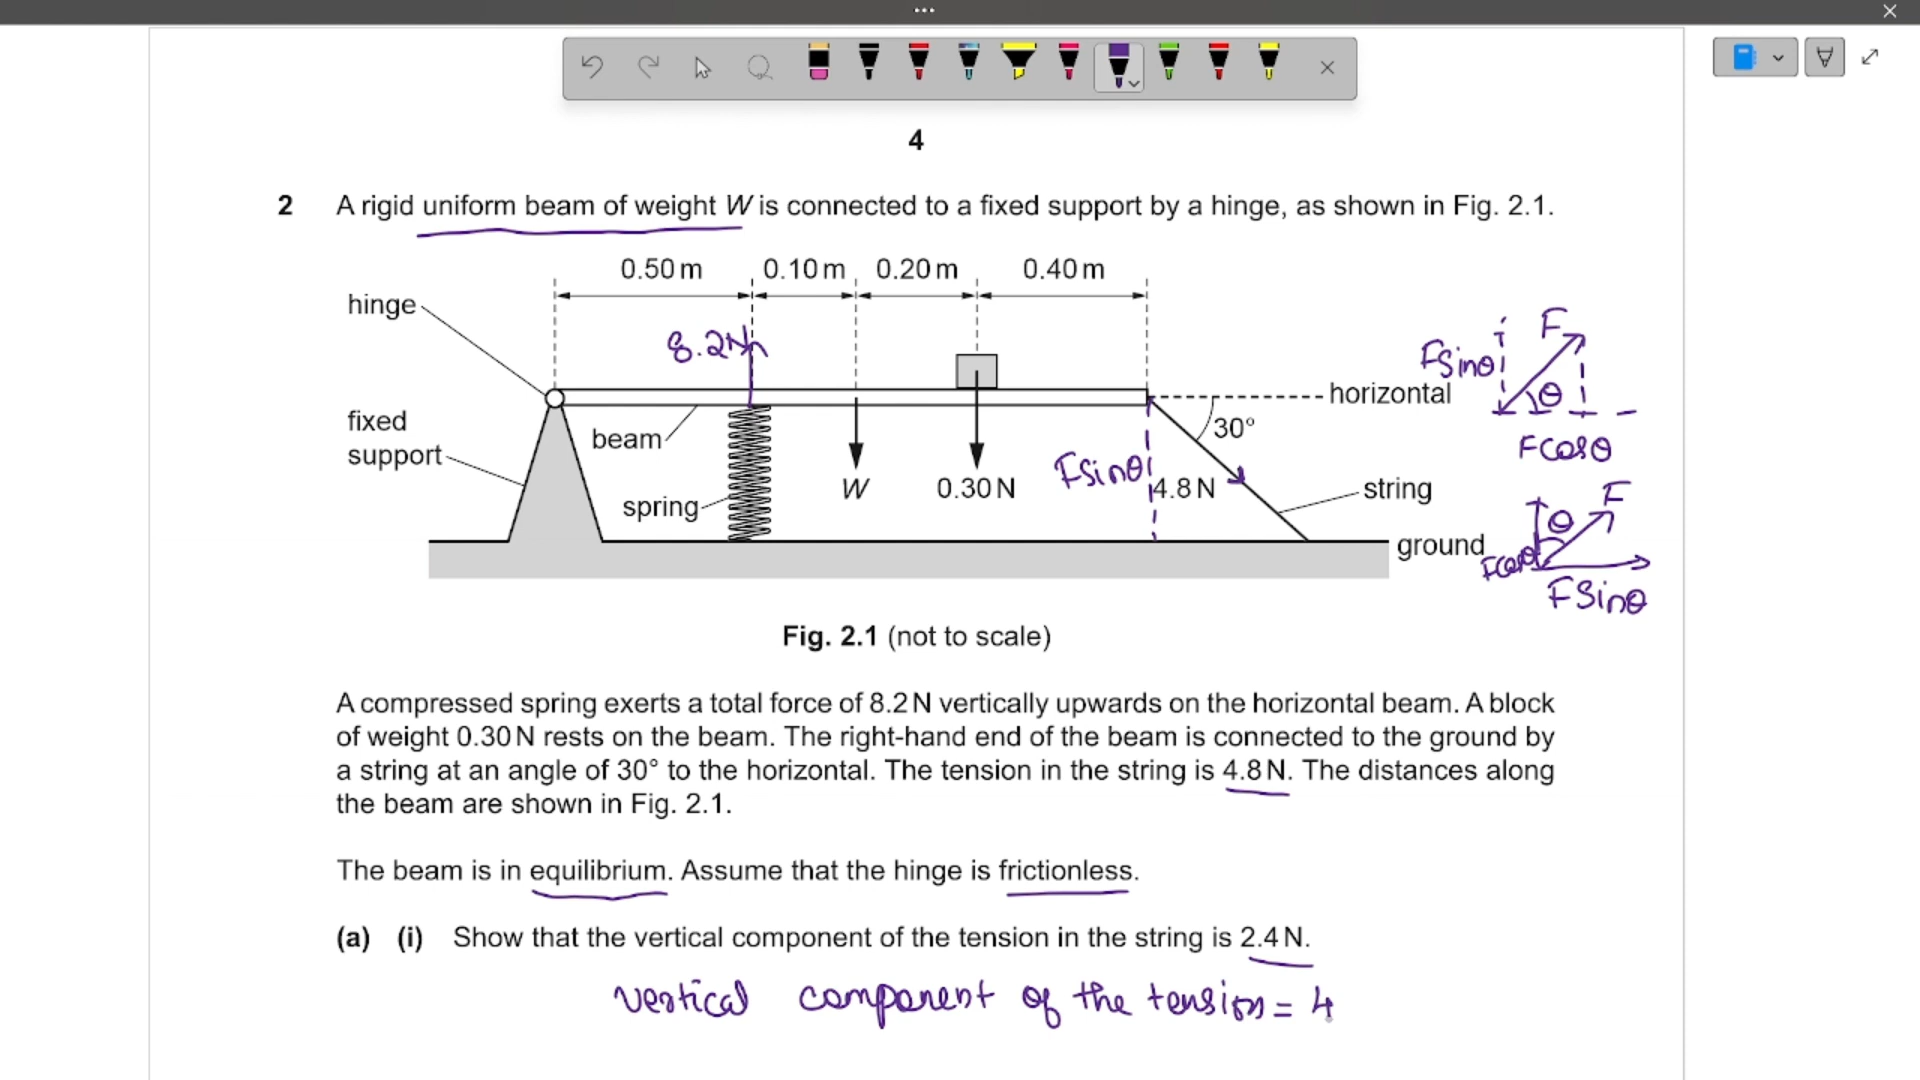 4
2 A rigid uniform beam of weight W is connected to a fixed support by a hinge, as shown in Fig. 2.1.
0.50 m 0.10 m 0.20 m 0.40 m
hinge
8.2N
F
Fsinθ
θ
horizontal
Fcosθ
fixed
support
beam
30°
spring
W
0.30 N
Fsinθ
4.8 N
string
F
θ
ground
Fcosθ
Fsinθ
Fig. 2.1 (not to scale)
A compressed spring exerts a total force of 8.2 N vertically upwards on the horizontal beam. A block
of weight 0.30 N rests on the beam. The right-hand end of the beam is connected to the ground by
a string at an angle of 30° to the horizontal. The tension in the string is 4.8 N. The distances along
the beam are shown in Fig. 2.1.
The beam is in equilibrium. Assume that the hinge is frictionless.
(a) (i) Show that the vertical component of the tension in the string is 2.4 N.
vertical component of the tension = 4